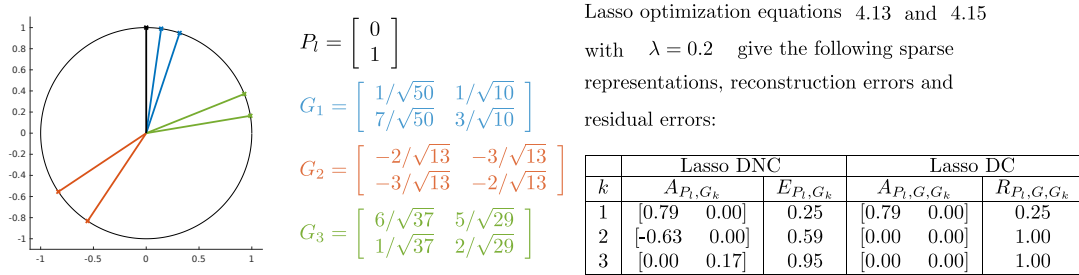 1
0.8
0.6
0.4
0.2
0
-0.2
-0.4
-0.6
-0.8
-1
-1 -0.5 0 0.5 1
P_l = [ 0
1 ]
G_1 = [ 1/√50 1/√10
7/√50 3/√10 ]
G_2 = [ −2/√13 −3/√13
−3/√13 −2/√13 ]
G_3 = [ 6/√37 5/√29
1/√37 2/√29 ]
Lasso optimization equations 4.13 and 4.15
with λ = 0.2 give the following sparse
representations, reconstruction errors and
residual errors:
Lasso DNC Lasso DC
k A_{P_l,G_k} E_{P_l,G_k} A_{P_l,G,G_k} R_{P_l,G,G_k}
1 [0.79 0.00] 0.25 [0.79 0.00] 0.25
2 [-0.63 0.00] 0.59 [0.00 0.00] 1.00
3 [0.00 0.17] 0.95 [0.00 0.00] 1.00